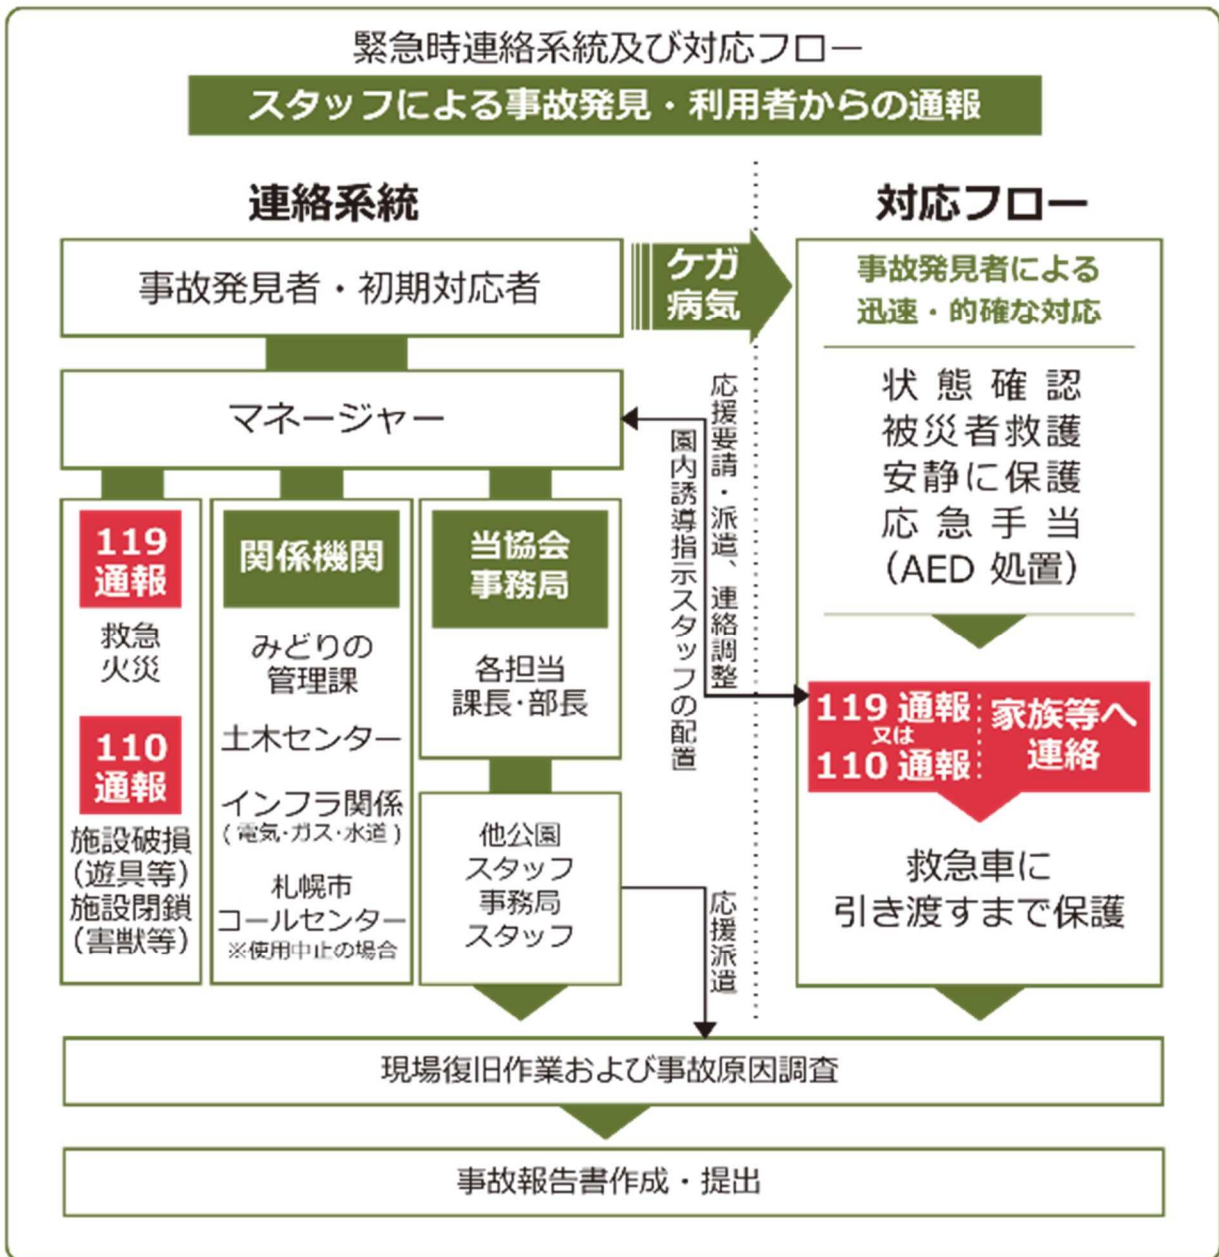 緊急時連絡系統及び対応フロー
スタッフによる事故発見・利用者からの通報
連絡系統
事故発見者・初期対応者
ケガ
病気
マネージャー
119
通報
救急
火災
110
通報
施設破損
(遊具等)
施設閉鎖
(害獣等)
関係機関
みどりの
管理課
土木センター
インフラ関係
(電気・ガス・水道)
札幌市
コールセンター
※使用中止の場合
当協会
事務局
各担当
課長・部長
他公園
スタッフ
事務局
スタッフ
応援要請・派遣、連絡調整
園内誘導指示スタッフの配置
応援派遣
対応フロー
事故発見者による
迅速・的確な対応
状態確認
被災者救護
安静に保護
応急手当
(AED 処置)
119 通報
又は
110 通報
家族等へ
連絡
救急車に
引き渡すまで保護
現場復旧作業および事故原因調査
事故報告書作成・提出